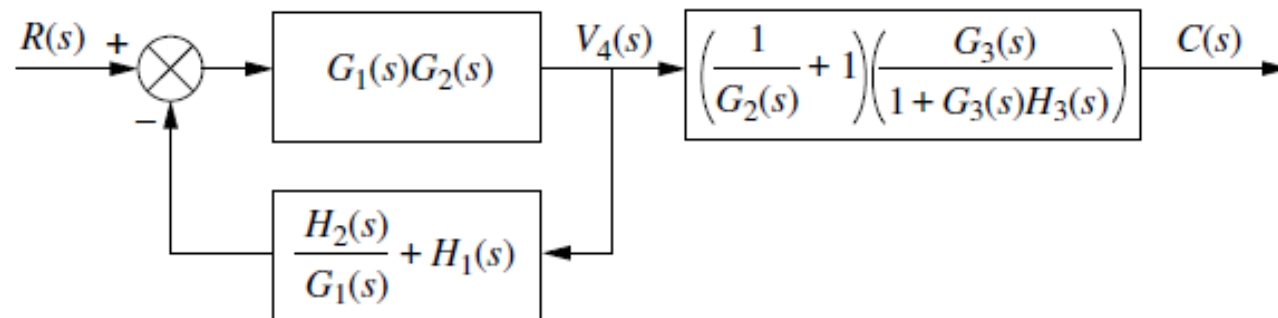 R(s) +
−
G₁(s)G₂(s)
V₄(s)
(1/G₂(s) + 1)(G₃(s)/(1 + G₃(s)H₃(s)))
C(s)
H₂(s)/G₁(s) + H₁(s)